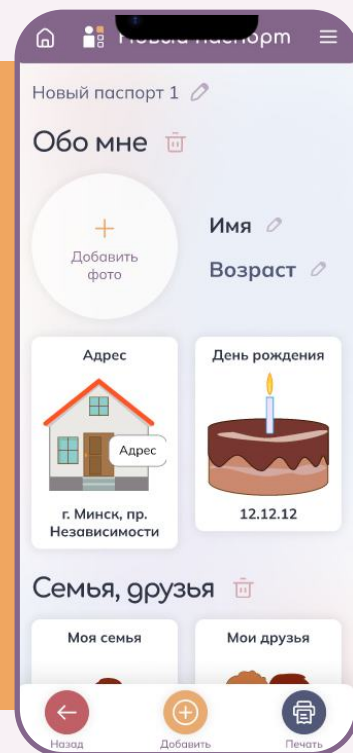 Новый паспорт
Новый паспорт 1
Обо мне
Добавить
фото
Имя
Возраст
Адрес
День рождения
Адрес
г. Минск, пр.
Независимости
12.12.12
Семья, друзья
Моя семья
Мои друзья
Назад
Добавить
Печать